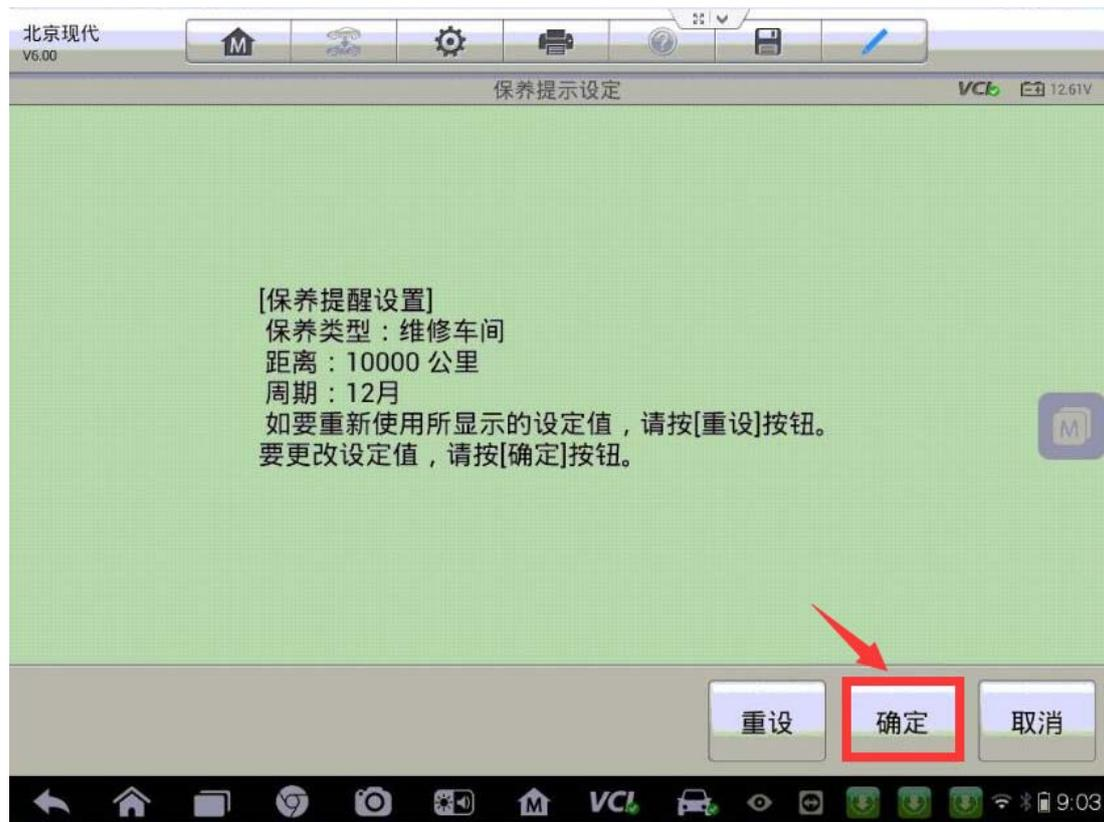 北京现代
V6.00
M
?
保养提示设定
VCI 12.61V
[保养提醒设置]
保养类型：维修车间
距离：10000 公里
周期：12月
如要重新使用所显示的设定值，请按[重设]按钮。
要更改设定值，请按[确定]按钮。
M
重设 确定 取消
M VCI 9:03